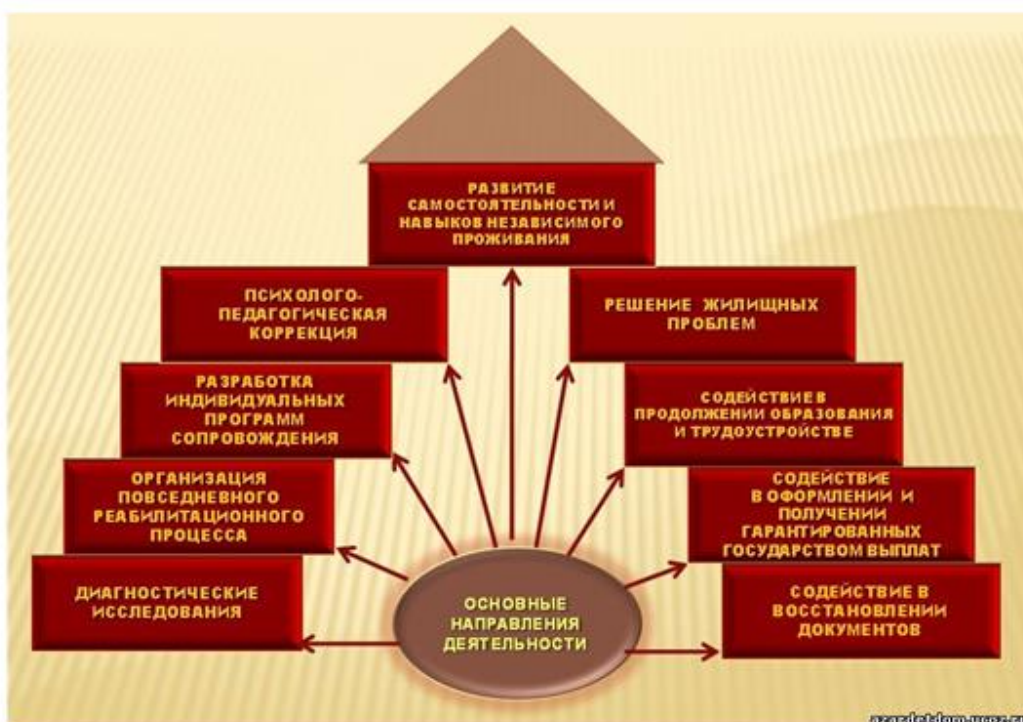 РАЗВИТИЕ
САМОСТОЯТЕЛЬНОСТИ И
НАВЫКОВ НЕЗАВИСИМОГО
ПРОЖИВАНИЯ
ПСИХОЛОГО-
ПЕДАГОГИЧЕСКАЯ
КОРРЕКЦИЯ
РЕШЕНИЕ ЖИЛИЩНЫХ
ПРОБЛЕМ
РАЗРАБОТКА
ИНДИВИДУАЛЬНЫХ
ПРОГРАММ
СОПРОВОЖДЕНИЯ
СОДЕЙСТВИЕ В
ПРОДОЛЖЕНИИ ОБРАЗОВАНИЯ
И ТРУДОУСТРОЙСТВЕ
ОРГАНИЗАЦИЯ
ПОВСЕДНЕВНОГО
РЕАБИЛИТАЦИОННОГО
ПРОЦЕССА
СОДЕЙСТВИЕ
В ОФОРМЛЕНИИ И
ПОЛУЧЕНИИ
ГАРАНТИРОВАННЫХ
ГОСУДАРСТВОМ ВЫПЛАТ
ДИАГНОСТИЧЕСКИЕ
ИССЛЕДОВАНИЯ
СОДЕЙСТВИЕ В
ВОССТАНОВЛЕНИИ
ДОКУМЕНТОВ
ОСНОВНЫЕ
НАПРАВЛЕНИЯ
ДЕЯТЕЛЬНОСТИ